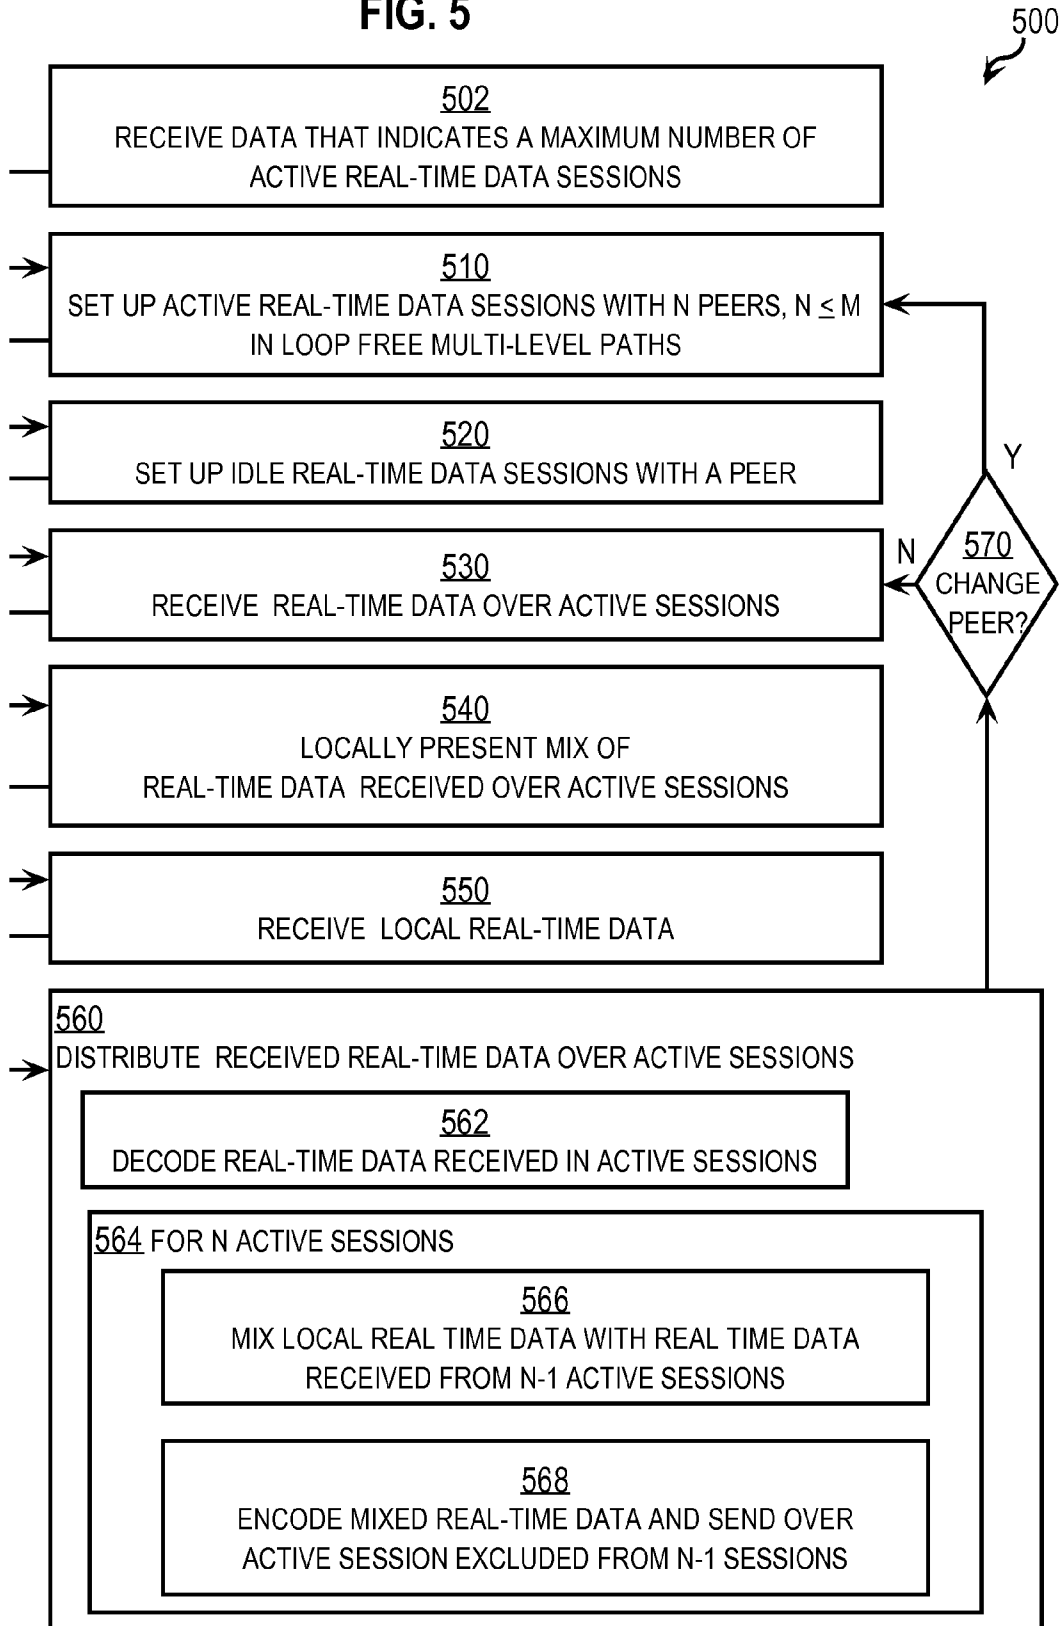 FIG. 5
500
502
RECEIVE DATA THAT INDICATES A MAXIMUM NUMBER OF
ACTIVE REAL-TIME DATA SESSIONS
510
SET UP ACTIVE REAL-TIME DATA SESSIONS WITH N PEERS, N ≤ M
IN LOOP FREE MULTI-LEVEL PATHS
520
SET UP IDLE REAL-TIME DATA SESSIONS WITH A PEER
Y
530
RECEIVE REAL-TIME DATA OVER ACTIVE SESSIONS
N
570
CHANGE
PEER?
540
LOCALLY PRESENT MIX OF
REAL-TIME DATA RECEIVED OVER ACTIVE SESSIONS
550
RECEIVE LOCAL REAL-TIME DATA
560
DISTRIBUTE RECEIVED REAL-TIME DATA OVER ACTIVE SESSIONS
562
DECODE REAL-TIME DATA RECEIVED IN ACTIVE SESSIONS
564 FOR N ACTIVE SESSIONS
566
MIX LOCAL REAL TIME DATA WITH REAL TIME DATA
RECEIVED FROM N-1 ACTIVE SESSIONS
568
ENCODE MIXED REAL-TIME DATA AND SEND OVER
ACTIVE SESSION EXCLUDED FROM N-1 SESSIONS